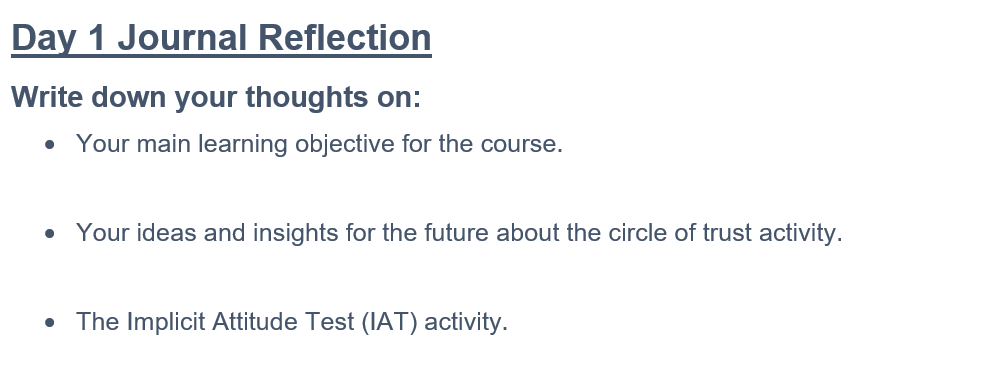 Day 1 Journal Reflection
Write down your thoughts on:
• Your main learning objective for the course.
• Your ideas and insights for the future about the circle of trust activity.
• The Implicit Attitude Test (IAT) activity.